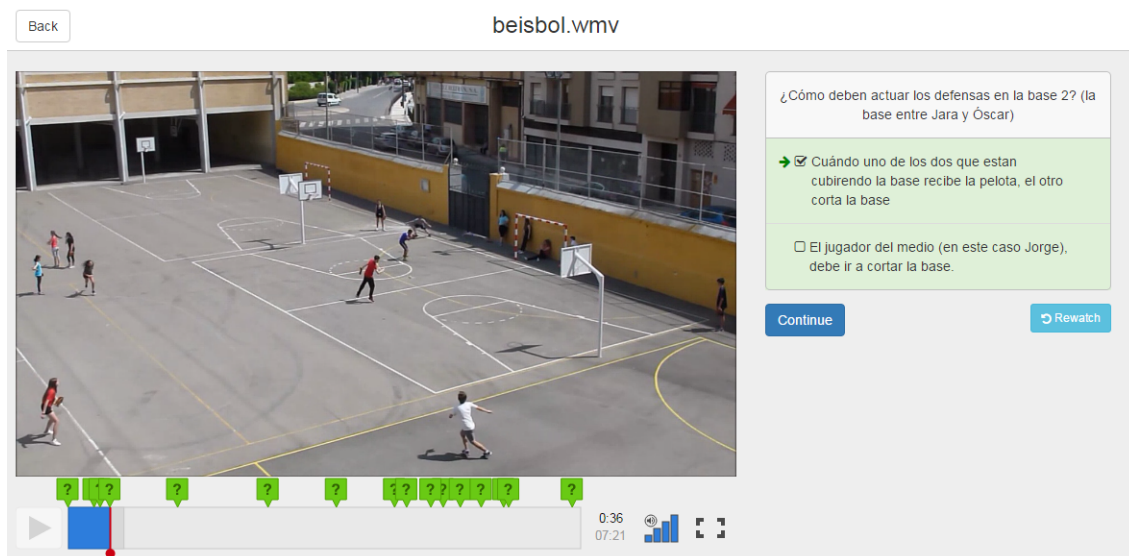 Back
beisbol.wmv
¿Cómo deben actuar los defensas en la base 2? (la
base entre Jara y Óscar)
Cuándo uno de los dos que estan
cubirendo la base recibe la pelota, el otro
corta la base
El jugador del medio (en este caso Jorge),
debe ir a cortar la base.
Continue
Rewatch
? ? ? ? ? ? ? ? ? ? ? ? ? ? ?
0:36
07:21